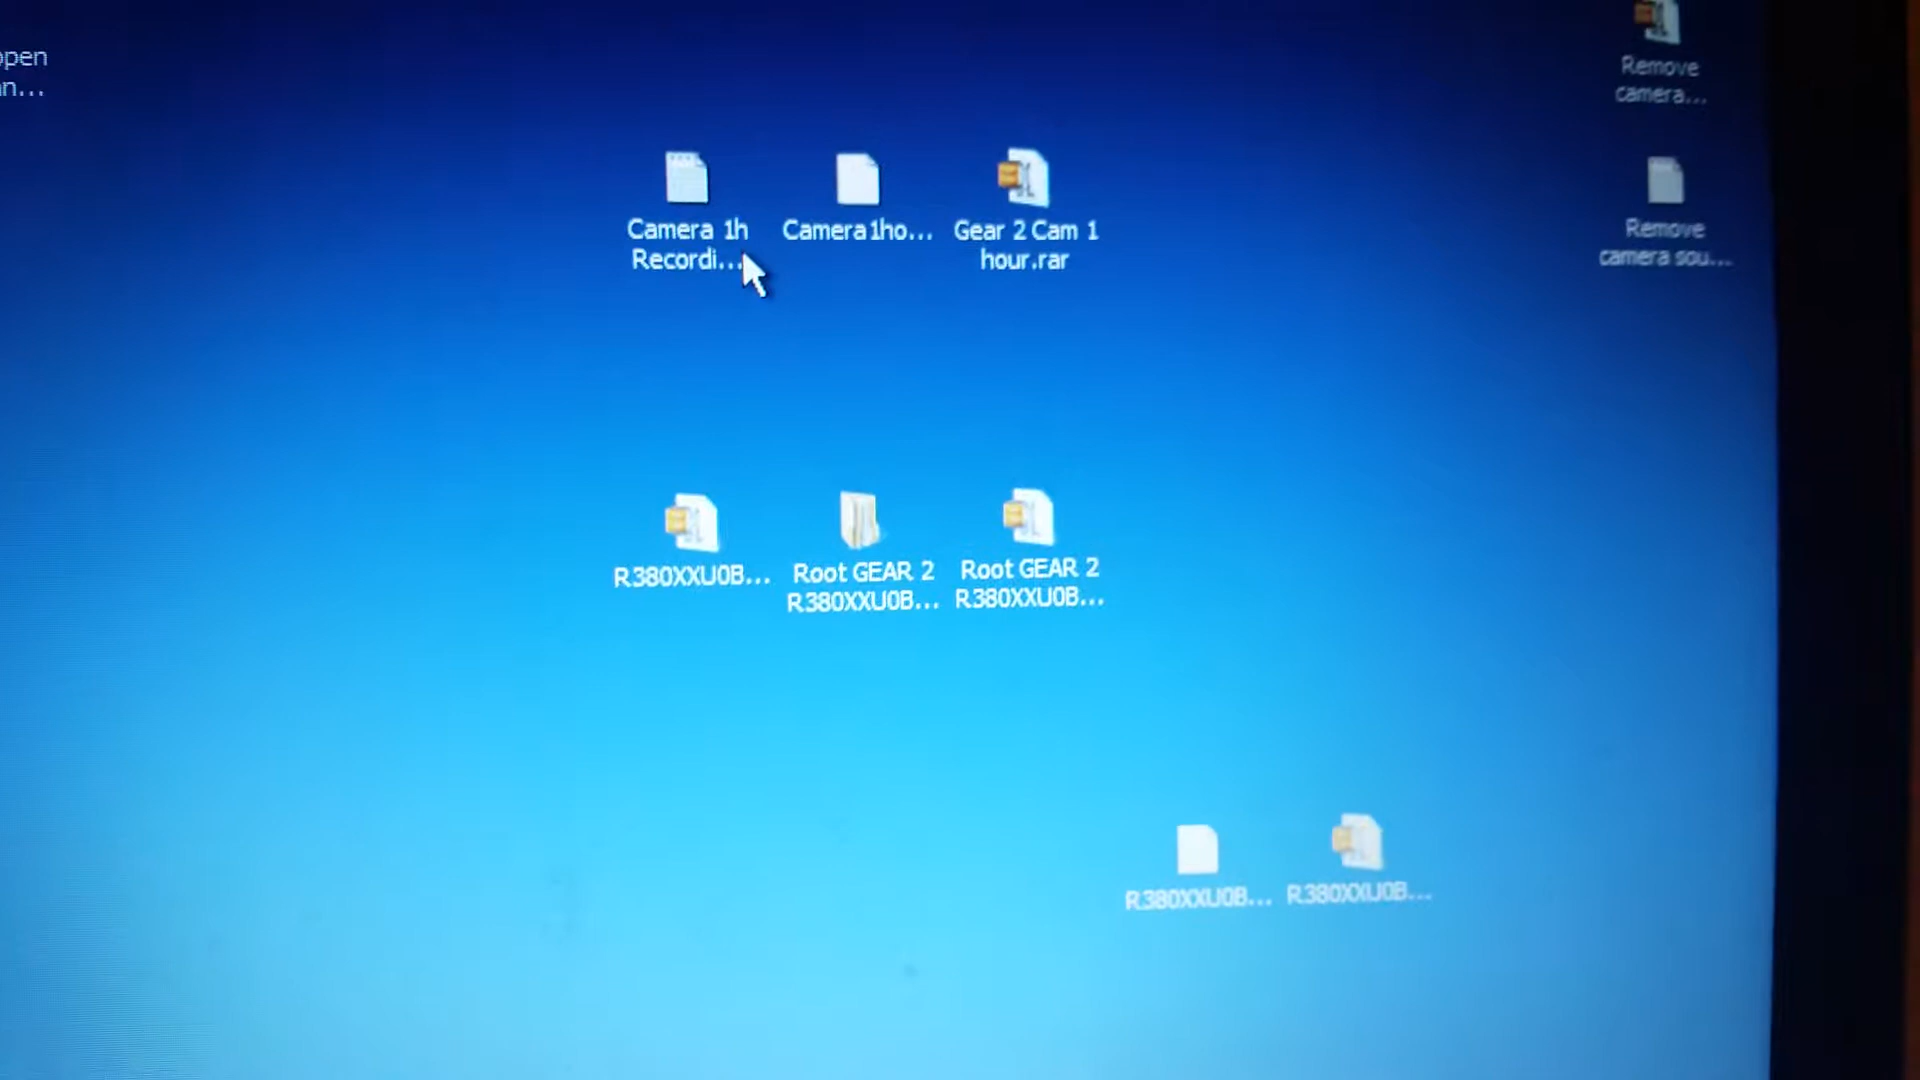 open
Remove
camera...
Camera 1h
Recordi...
Camera1ho...
Gear 2 Cam 1
hour.rar
Remove
camera sou...
R380XXU0B...
Root GEAR 2
R380XXU0B...
Root GEAR 2
R380XXU0B...
R380XXU0B...
R380XXU0B...